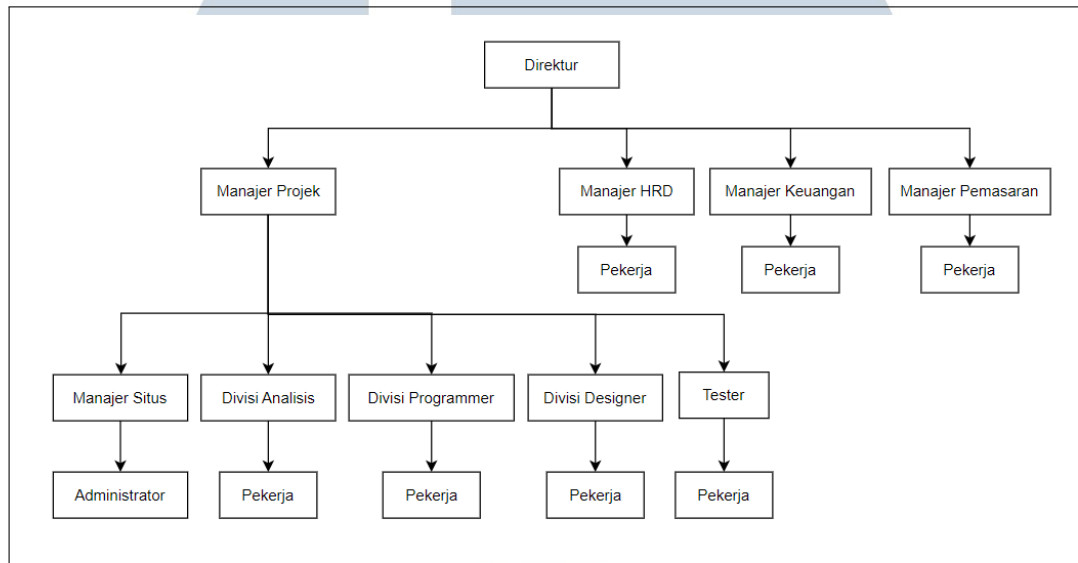 Direktur
Manajer Projek
Manajer HRD
Manajer Keuangan
Manajer Pemasaran
Pekerja
Pekerja
Pekerja
Manajer Situs
Divisi Analisis
Divisi Programmer
Divisi Designer
Tester
Administrator
Pekerja
Pekerja
Pekerja
Pekerja